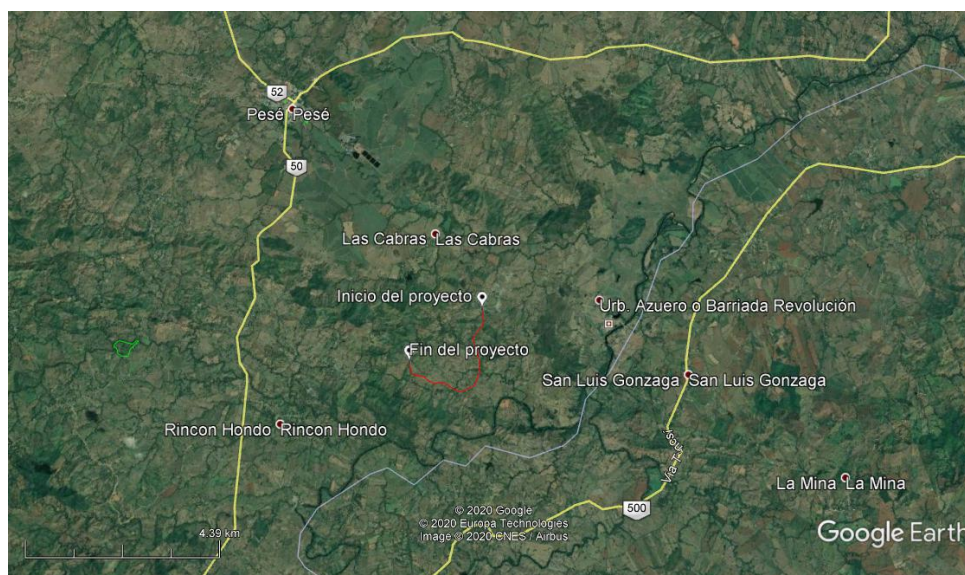 52
Pesé Pesé
50
Las Cabras Las Cabras
Inicio del proyecto
Urb. Azuero o Barriada Revolución
Fin del proyecto
San Luis Gonzaga San Luis Gonzaga
Rincon Hondo Rincon Hondo
La Mina La Mina
500
© 2020 Google
© 2020 Europa Technologies
Image © 2020 CNES / Airbus
4.39 km
Google Earth